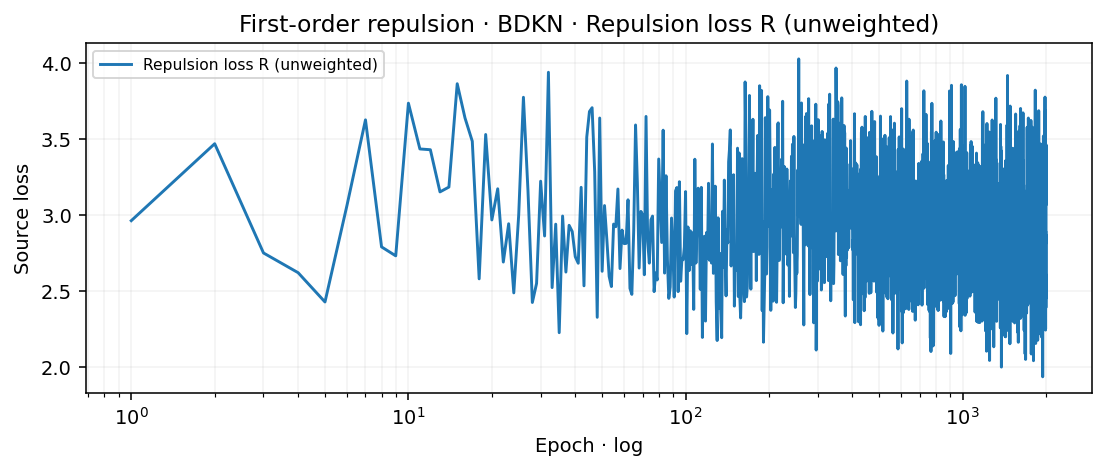 First-order repulsion · BDKN · Repulsion loss R (unweighted)
Repulsion loss R (unweighted)
Source loss
4.0
3.5
3.0
2.5
2.0
10⁰
10¹
10²
10³
Epoch · log